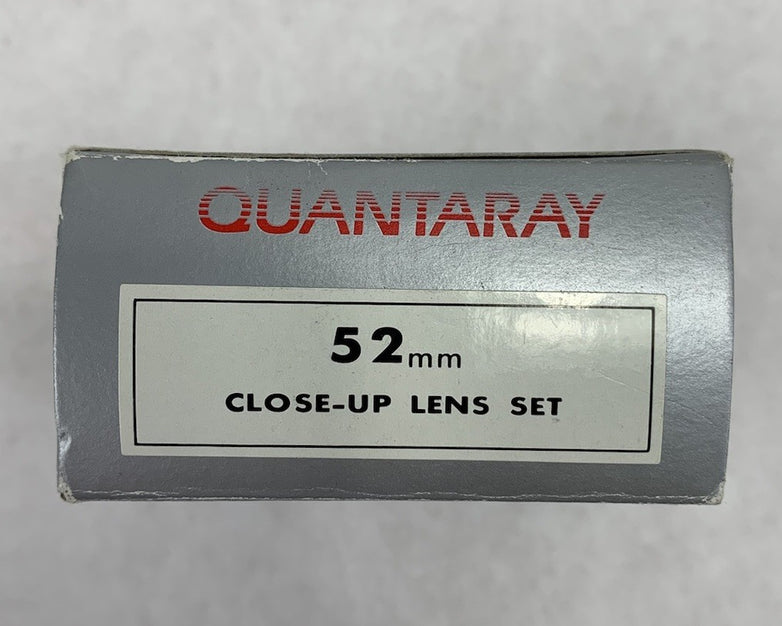 QUANTARAY
52mm
CLOSE-UP LENS SET